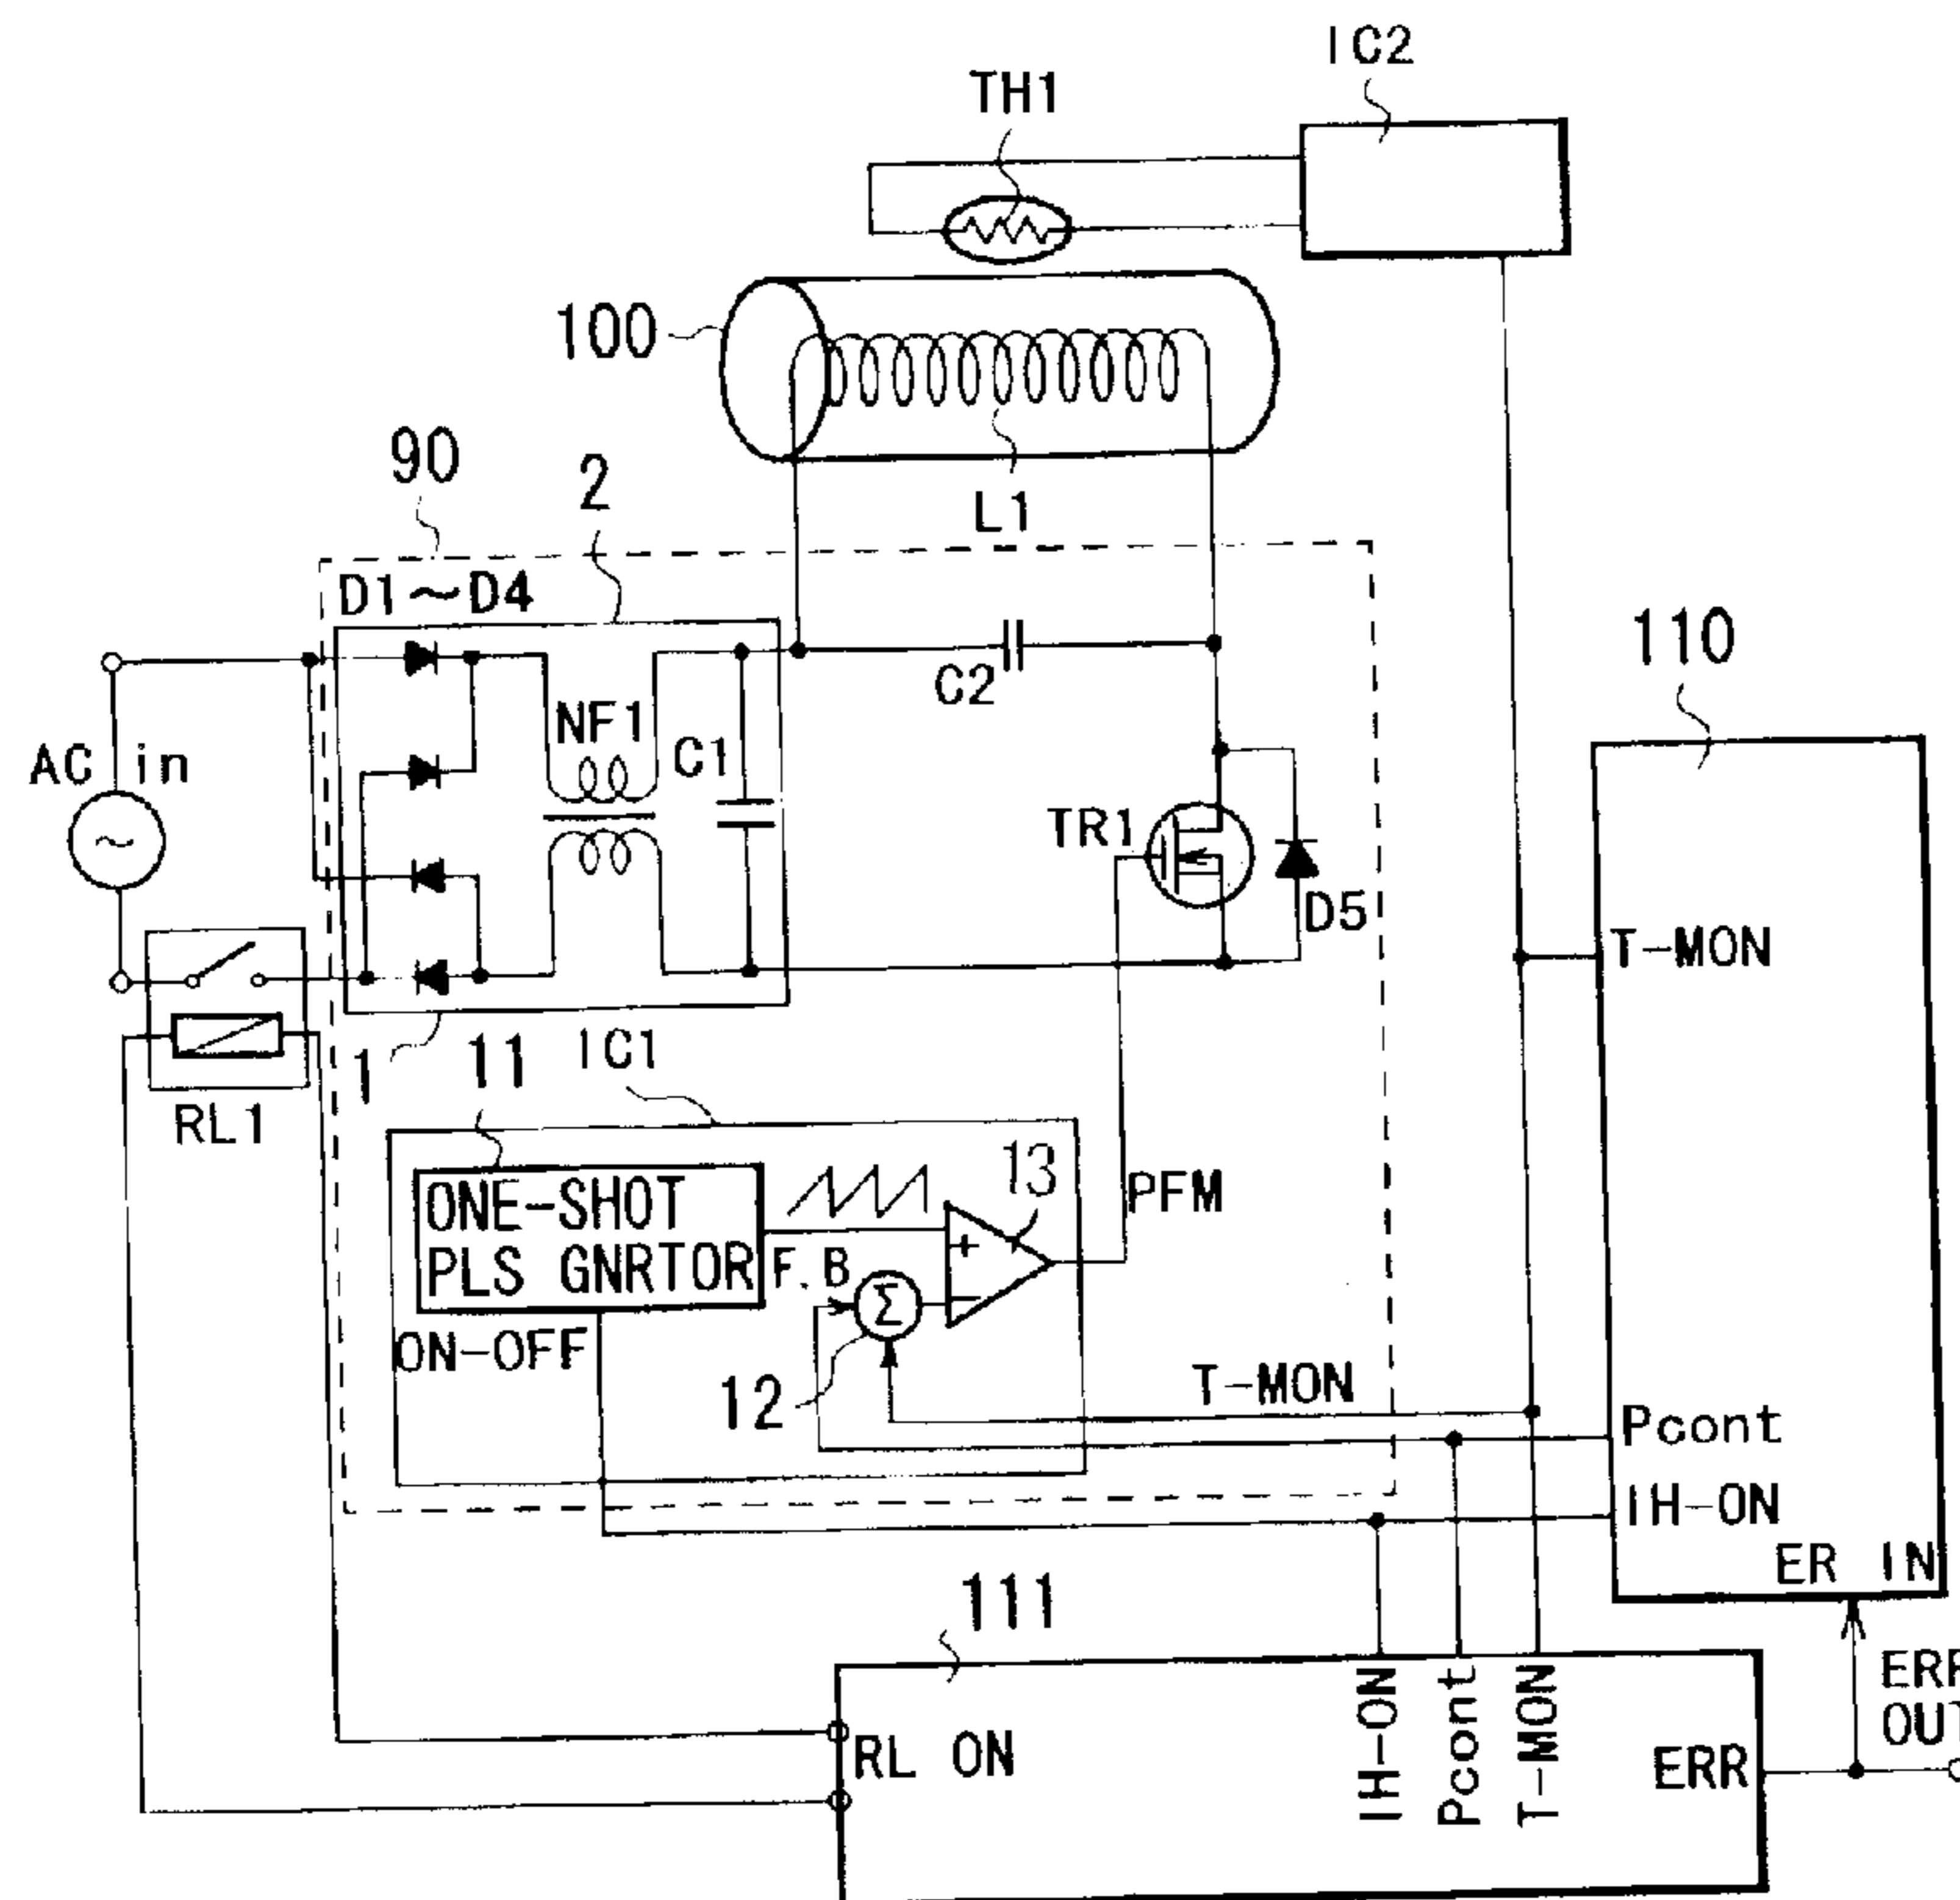 IC2
TH1
100
90
2
L1
D1~D4
110
C2
NF1
C1
AC in
TR1
D5
T-MON
1
11
IC1
RL1
13
ONE-SHOT
PLS GNRTOR
F.B
PFM
Σ
ON-OFF
12
T-MON
Pcont
IH-ON
ER IN
111
IH-ON
Pcont
T-MON
RL ON
ERR
ERR
OUT